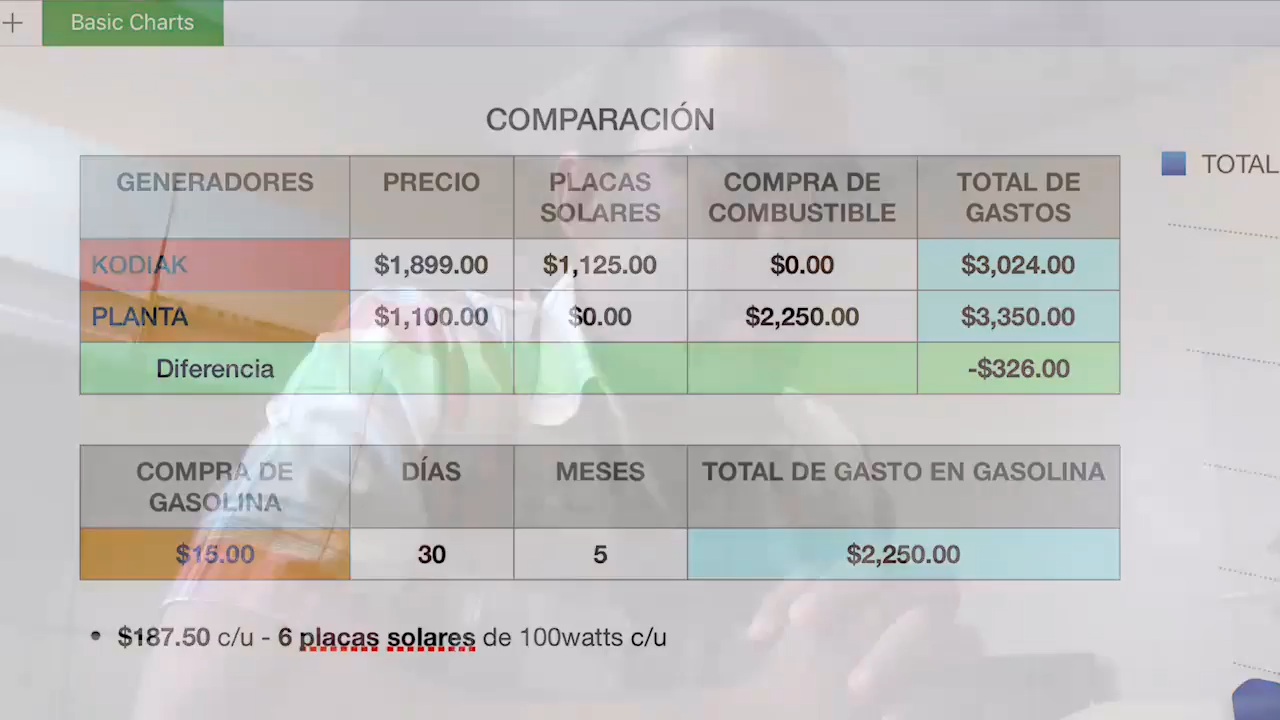 Basic Charts
COMPARACIÓN
GENERADORES PRECIO PLACAS SOLARES COMPRA DE COMBUSTIBLE TOTAL DE GASTOS
KODIAK $1,899.00 $1,125.00 $0.00 $3,024.00
PLANTA $1,100.00 $0.00 $2,250.00 $3,350.00
Diferencia -$326.00
TOTAL
COMPRA DE GASOLINA DÍAS MESES TOTAL DE GASTO EN GASOLINA
$15.00 30 5 $2,250.00
• $187.50 c/u - 6 placas solares de 100watts c/u